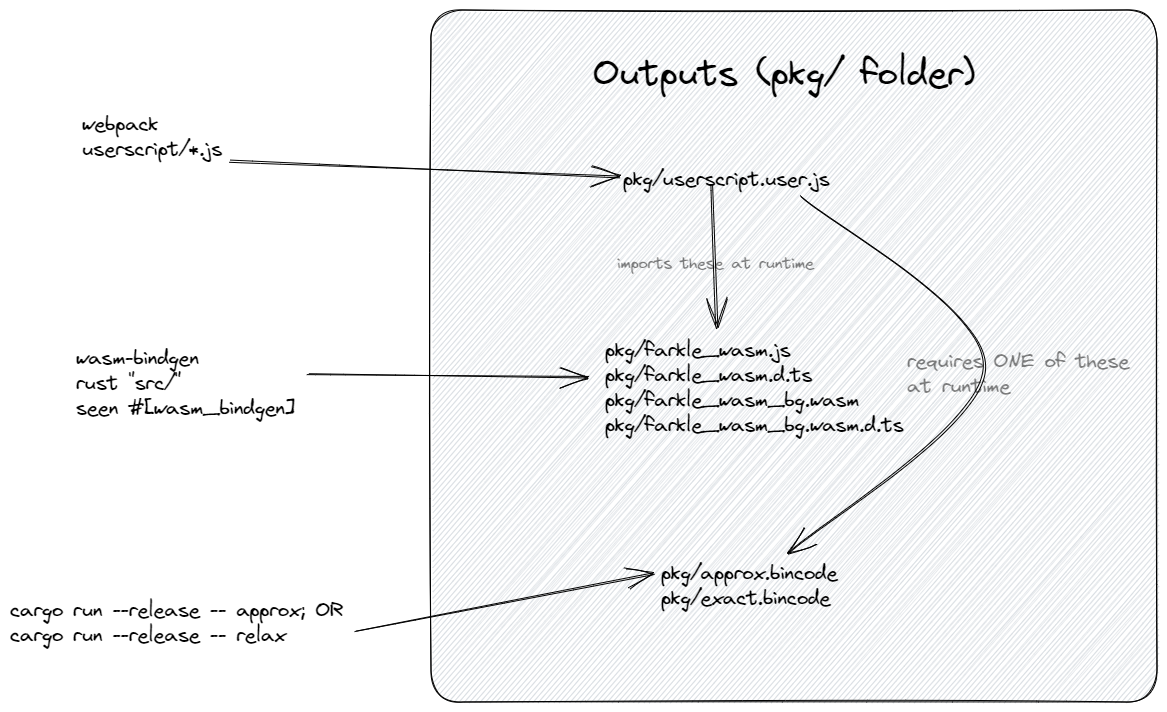 Outputs (pkg/ folder)
webpack
userscript/*.js
pkg/userscript.user.js
imports these at runtime
wasm-bindgen
rust "src/"
seen #[wasm_bindgen]
pkg/farkle_wasm.js
pkg/farkle_wasm.d.ts
pkg/farkle_wasm_bg.wasm
pkg/farkle_wasm_bg.wasm.d.ts
requires ONE of these
at runtime
cargo run --release -- approx; OR
cargo run --release -- relax
pkg/approx.bincode
pkg/exact.bincode